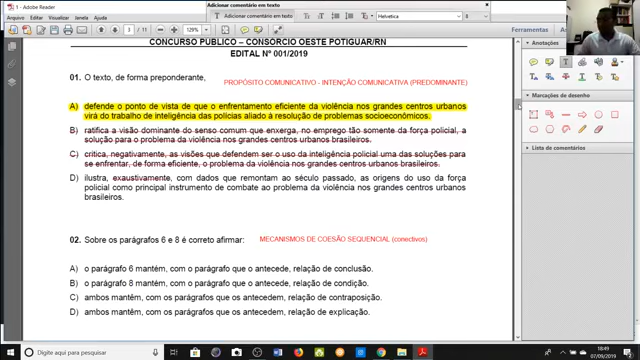 Adobe Reader
Adicionar comentário em texto
Arquivo Editar Visualizar Janela Ajuda
Adicionar comentário em texto
Helvetica
3 (3 / 11)
129%
Ferramentas
CONCURSO PÚBLICO – CONSÓRCIO OESTE POTIGUAR/RN
EDITAL Nº 001/2019
Anotações
Marcações de desenho
Lista de comentários
01. O texto, de forma preponderante,
PROPÓSITO COMUNICATIVO - INTENÇÃO COMUNICATIVA (PREDOMINANTE)
A) defende o ponto de vista de que o enfrentamento eficiente da violência nos grandes centros urbanos
virá do trabalho de inteligência das polícias aliado à resolução de problemas socioeconômicos.
B) ratifica a visão dominante do senso comum que enxerga, no emprego tão somente da força policial, a
solução para o problema da violência nos grandes centros urbanos brasileiros.
C) critica, negativamente, as visões que defendem ser o uso da inteligência policial uma das soluções para
se enfrentar, de forma eficiente, o problema da violência nos grandes centros urbanos brasileiros.
D) ilustra, exaustivamente, com dados que remontam ao século passado, as origens do uso da força
policial como principal instrumento de combate ao problema da violência nos grandes centros urbanos
brasileiros.
02. Sobre os parágrafos 6 e 8 é correto afirmar:
MECANISMOS DE COESÃO SEQUENCIAL (conectivos)
A) o parágrafo 6 mantém, com o parágrafo que o antecede, relação de conclusão.
B) o parágrafo 8 mantém, com o parágrafo que o antecede, relação de condição.
C) ambos mantêm, com os parágrafos que os antecedem, relação de contraposição.
D) ambos mantêm, com os parágrafos que os antecedem, relação de explicação.
Digite aqui para pesquisar
18:49
07/09/2019